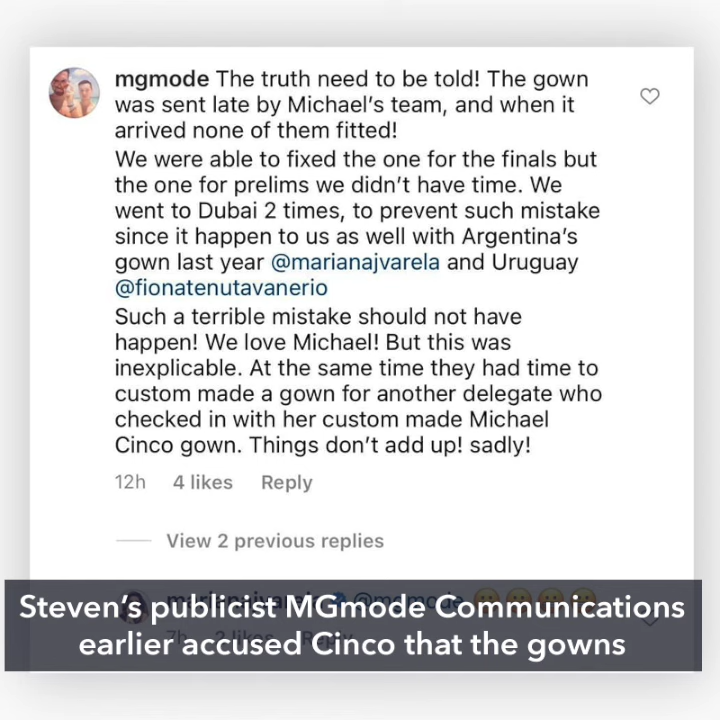 mgmode The truth need to be told! The gown
was sent late by Michael's team, and when it
arrived none of them fitted!
We were able to fixed the one for the finals but
the one for prelims we didn't have time. We
went to Dubai 2 times, to prevent such mistake
since it happen to us as well with Argentina's
gown last year @marianajvarela and Uruguay
@fionatenutavanerio
Such a terrible mistake should not have
happen! We love Michael! But this was
inexplicable. At the same time they had time to
custom made a gown for another delegate who
checked in with her custom made Michael
Cinco gown. Things don't add up! sadly!
12h 4 likes Reply
View 2 previous replies
marianajvarela @mgmode
Steven's publicist MGmode Communications
7h 2 likes Reply
earlier accused Cinco that the gowns